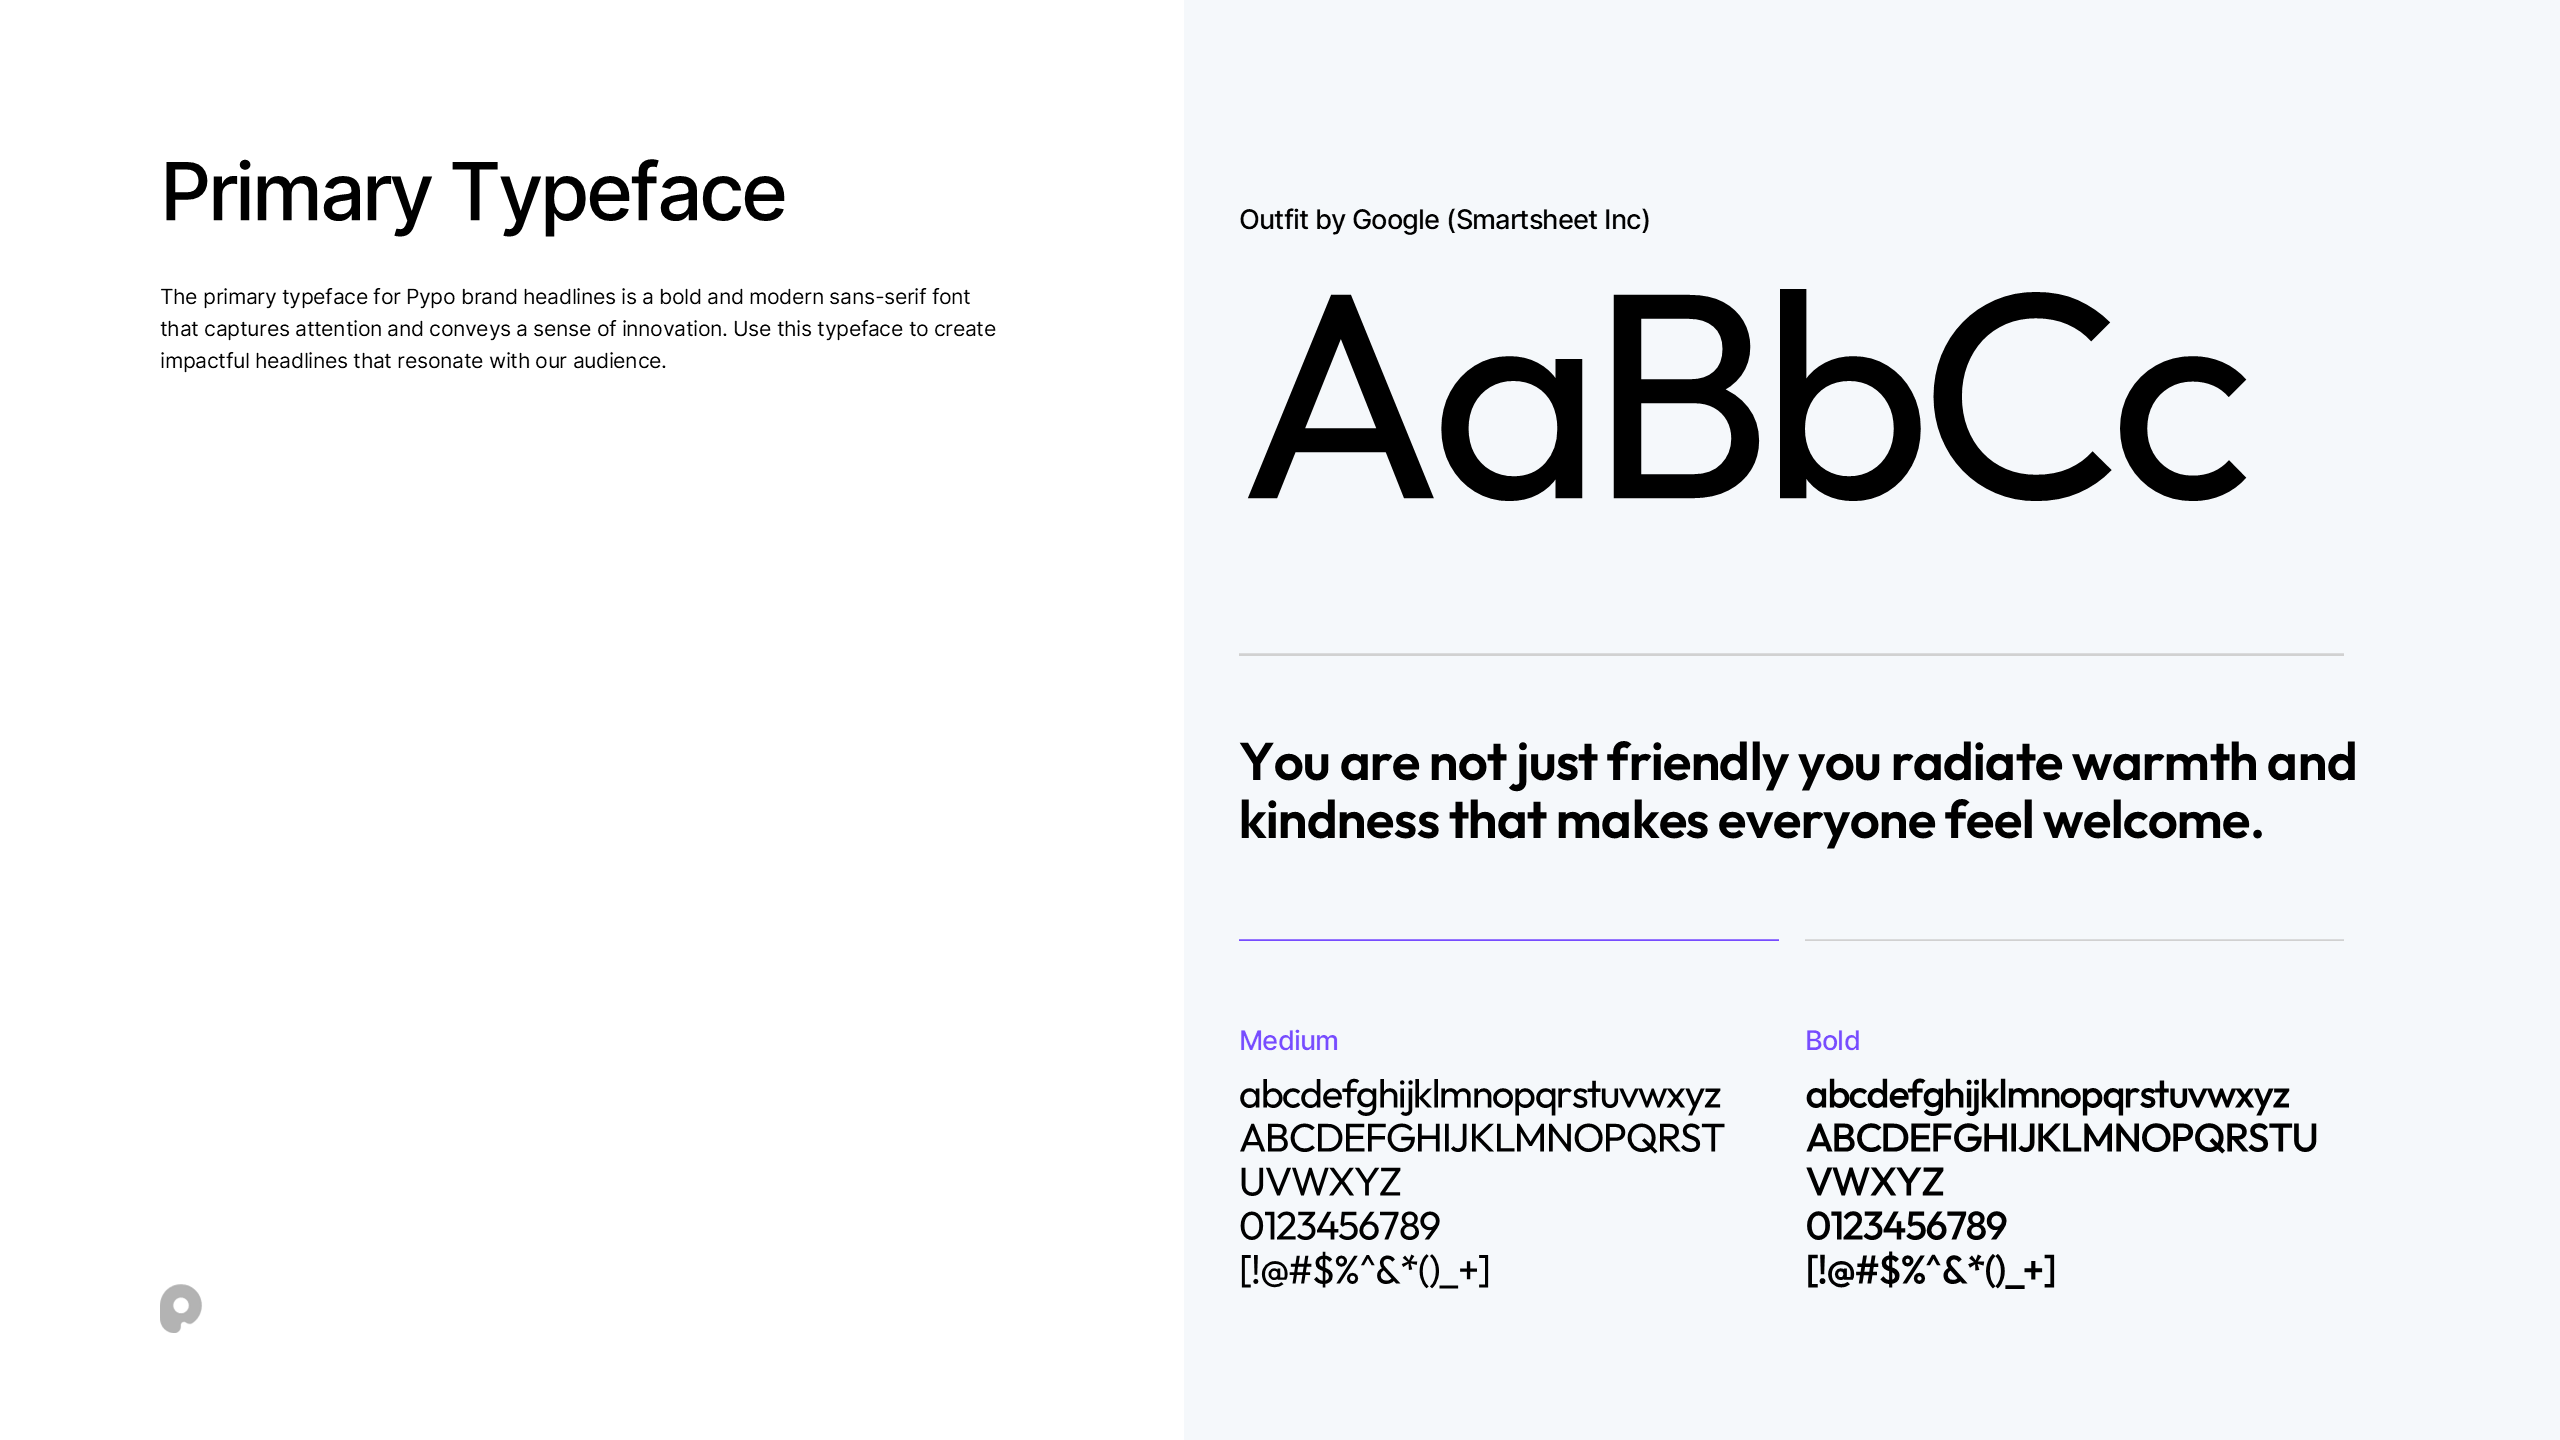 Primary Typeface
The primary typeface for Pypo brand headlines is a bold and modern sans-serif font
that captures attention and conveys a sense of innovation. Use this typeface to create
impactful headlines that resonate with our audience.
Outfit by Google (Smartsheet Inc)
AaBbCc
You are not just friendly you radiate warmth and
kindness that makes everyone feel welcome.
Medium
abcdefghijklmnopqrstuvwxyz
ABCDEFGHIJKLMNOPQRST
UVWXYZ
0123456789
[!@#$%^&*()_+]
Bold
abcdefghijklmnopqrstuvwxyz
ABCDEFGHIJKLMNOPQRSTU
VWXYZ
0123456789
[!@#$%^&*()_+]